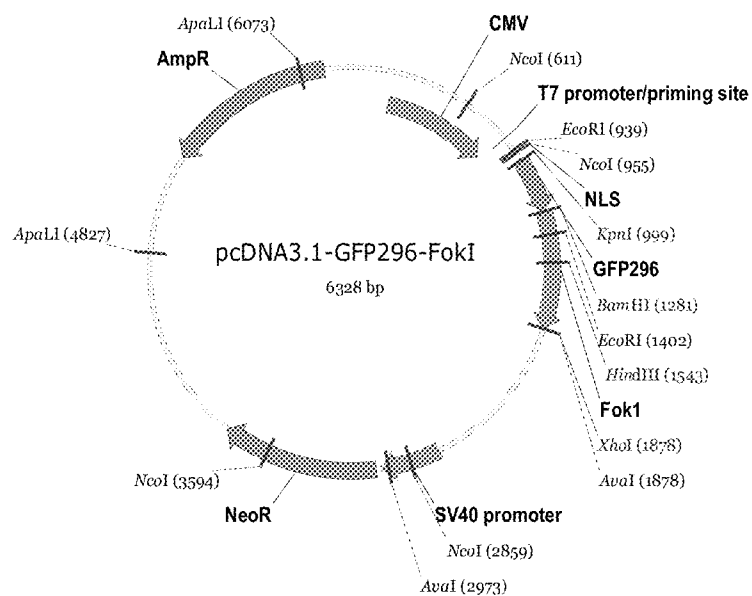 ApaLI (6073)
CMV
AmpR
NcoI (611)
T7 promoter/priming site
EcoRI (939)
NcoI (955)
NLS
KpnI (999)
GFP296
BamHI (1281)
EcoRI (1402)
HindIII (1543)
Fok1
XhoI (1878)
AvaI (1878)
ApaLI (4827)
pcDNA3.1-GFP296-FokI
6328 bp
NcoI (3594)
NeoR
SV40 promoter
NcoI (2859)
AvaI (2973)